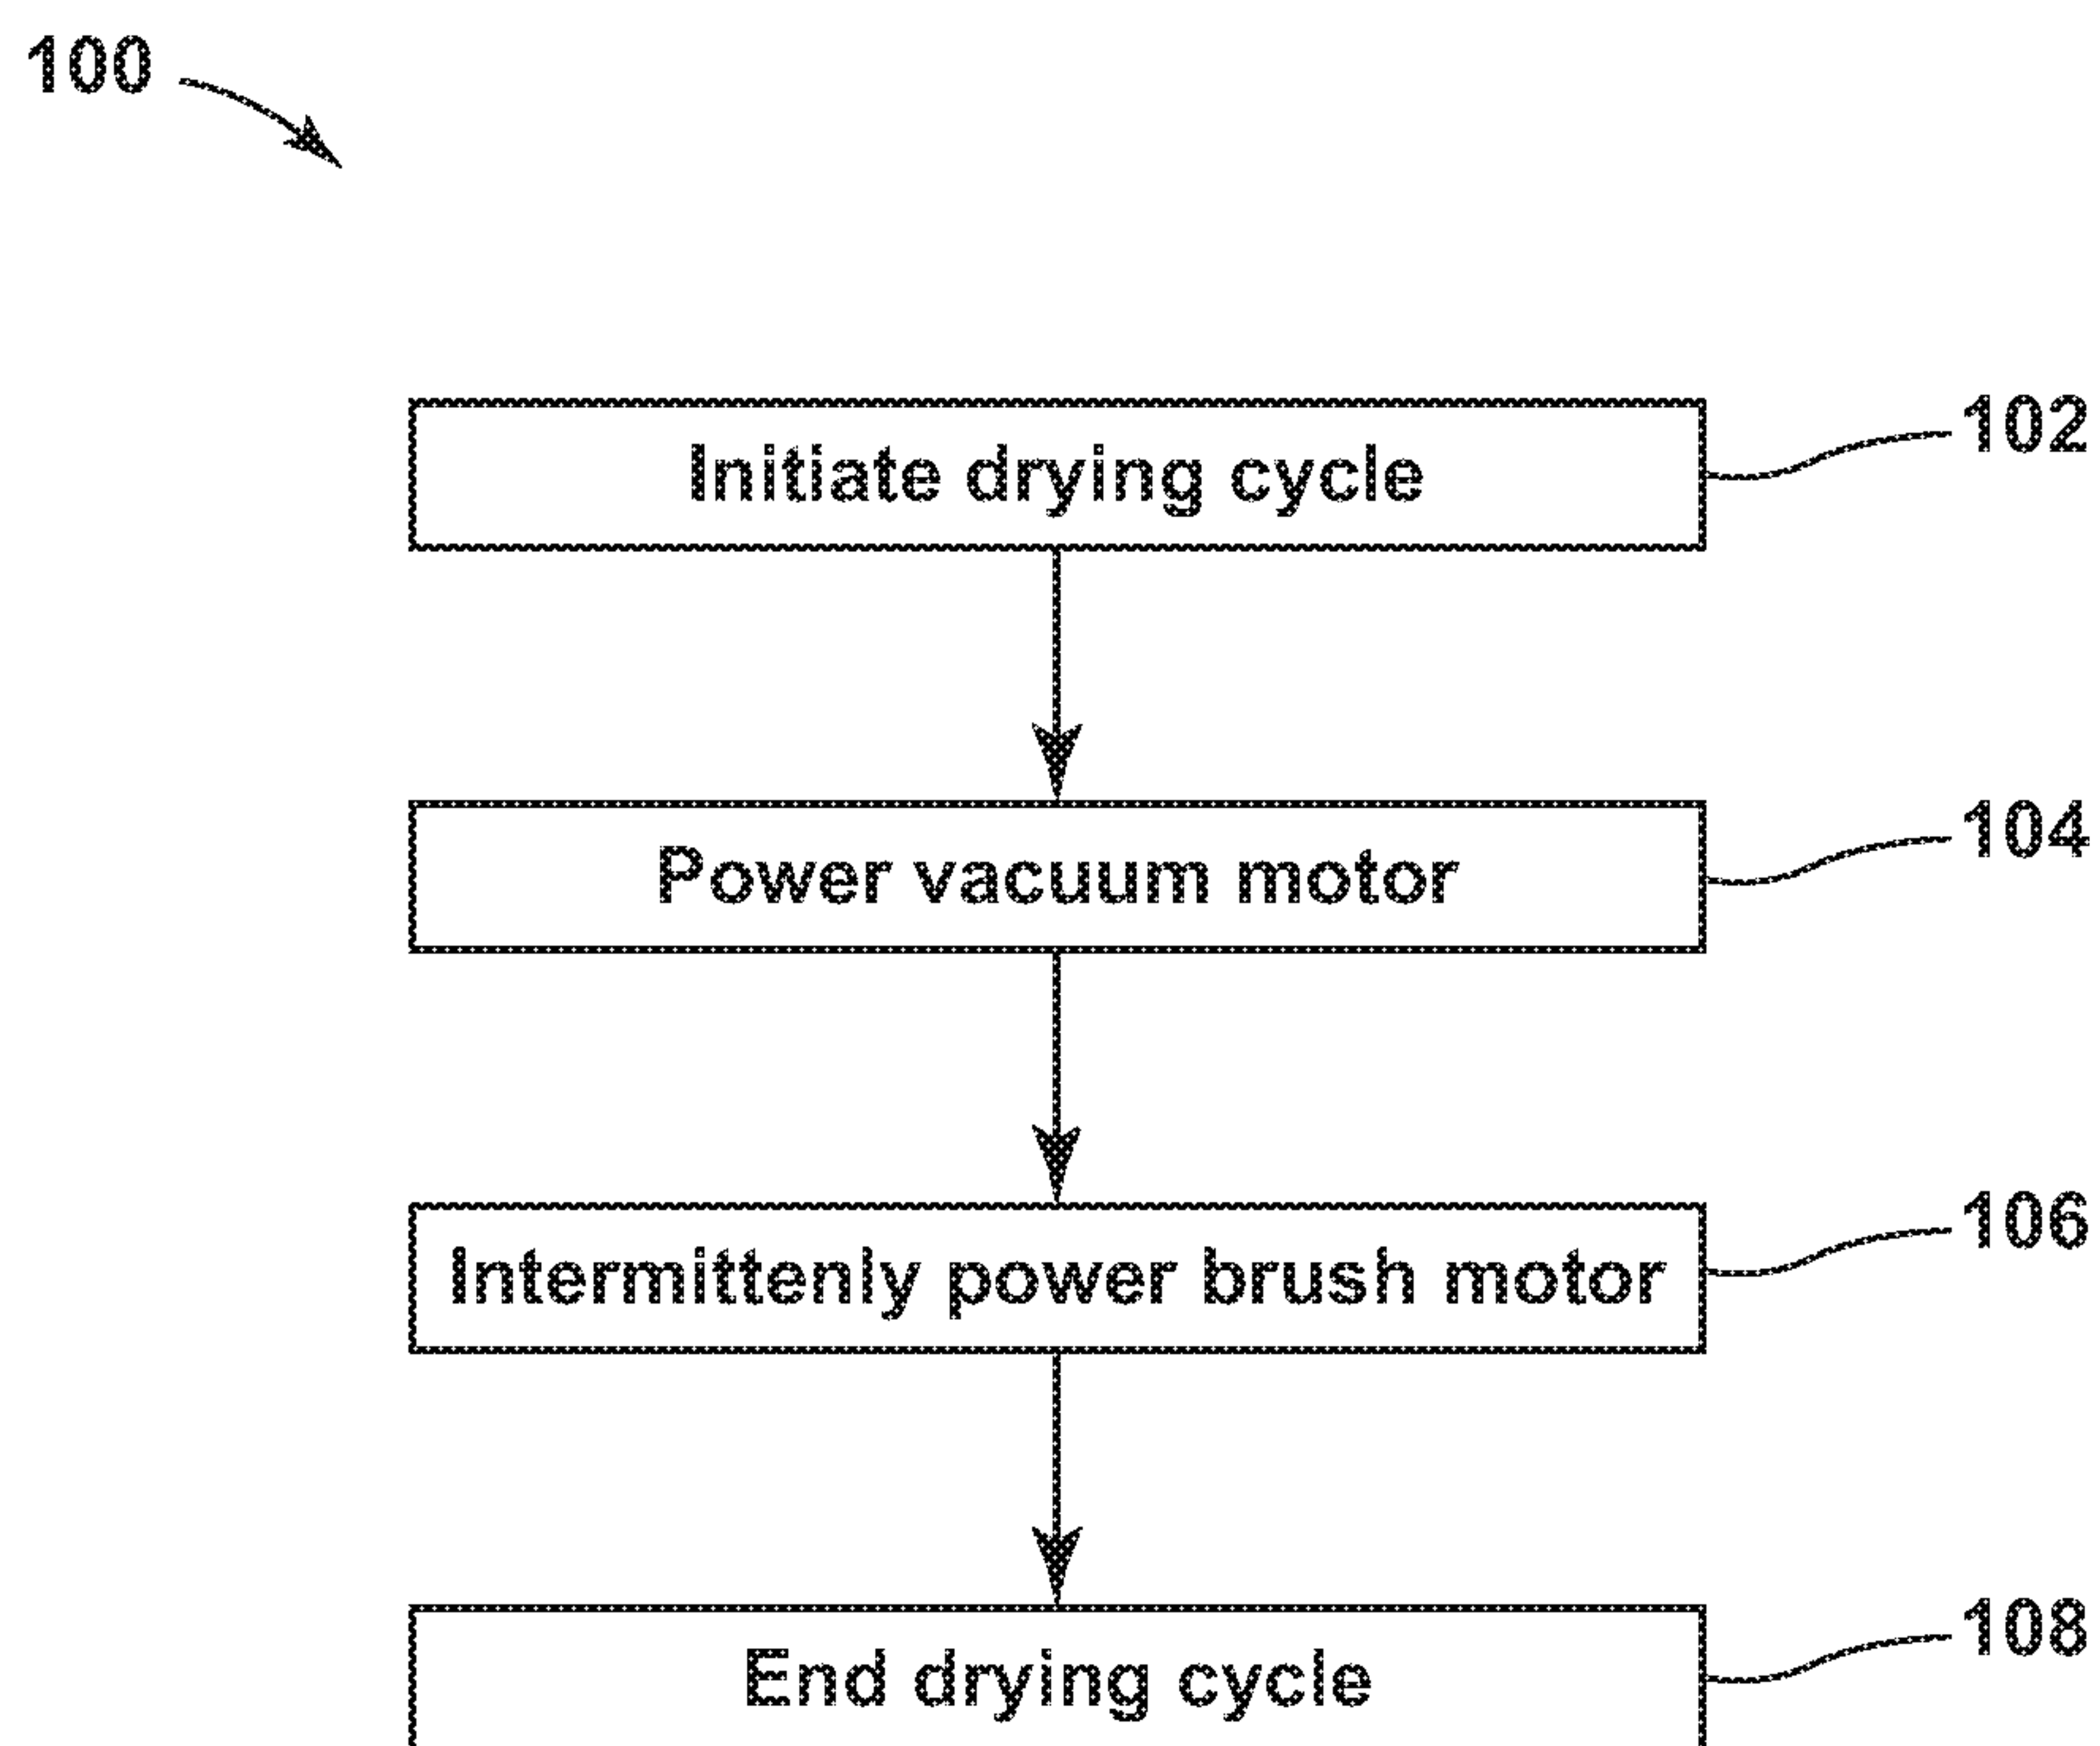 100
Initiate drying cycle
102
Power vacuum motor
104
Intermittenly power brush motor
106
End drying cycle
108